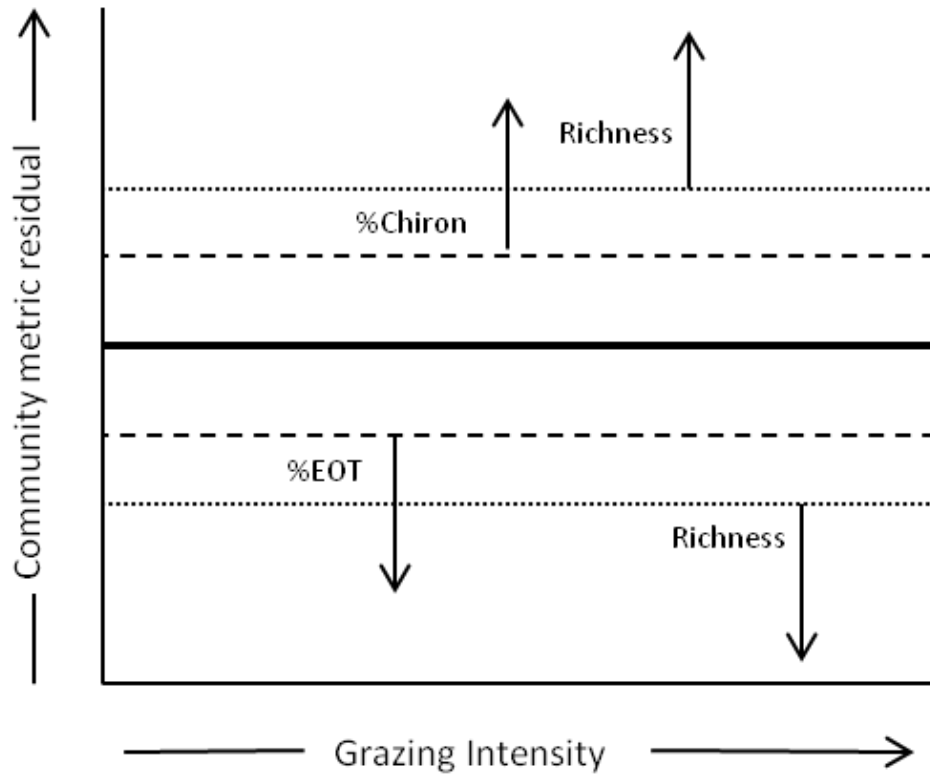 Community metric residual
Richness
%Chiron
%EOT
Richness
Grazing Intensity